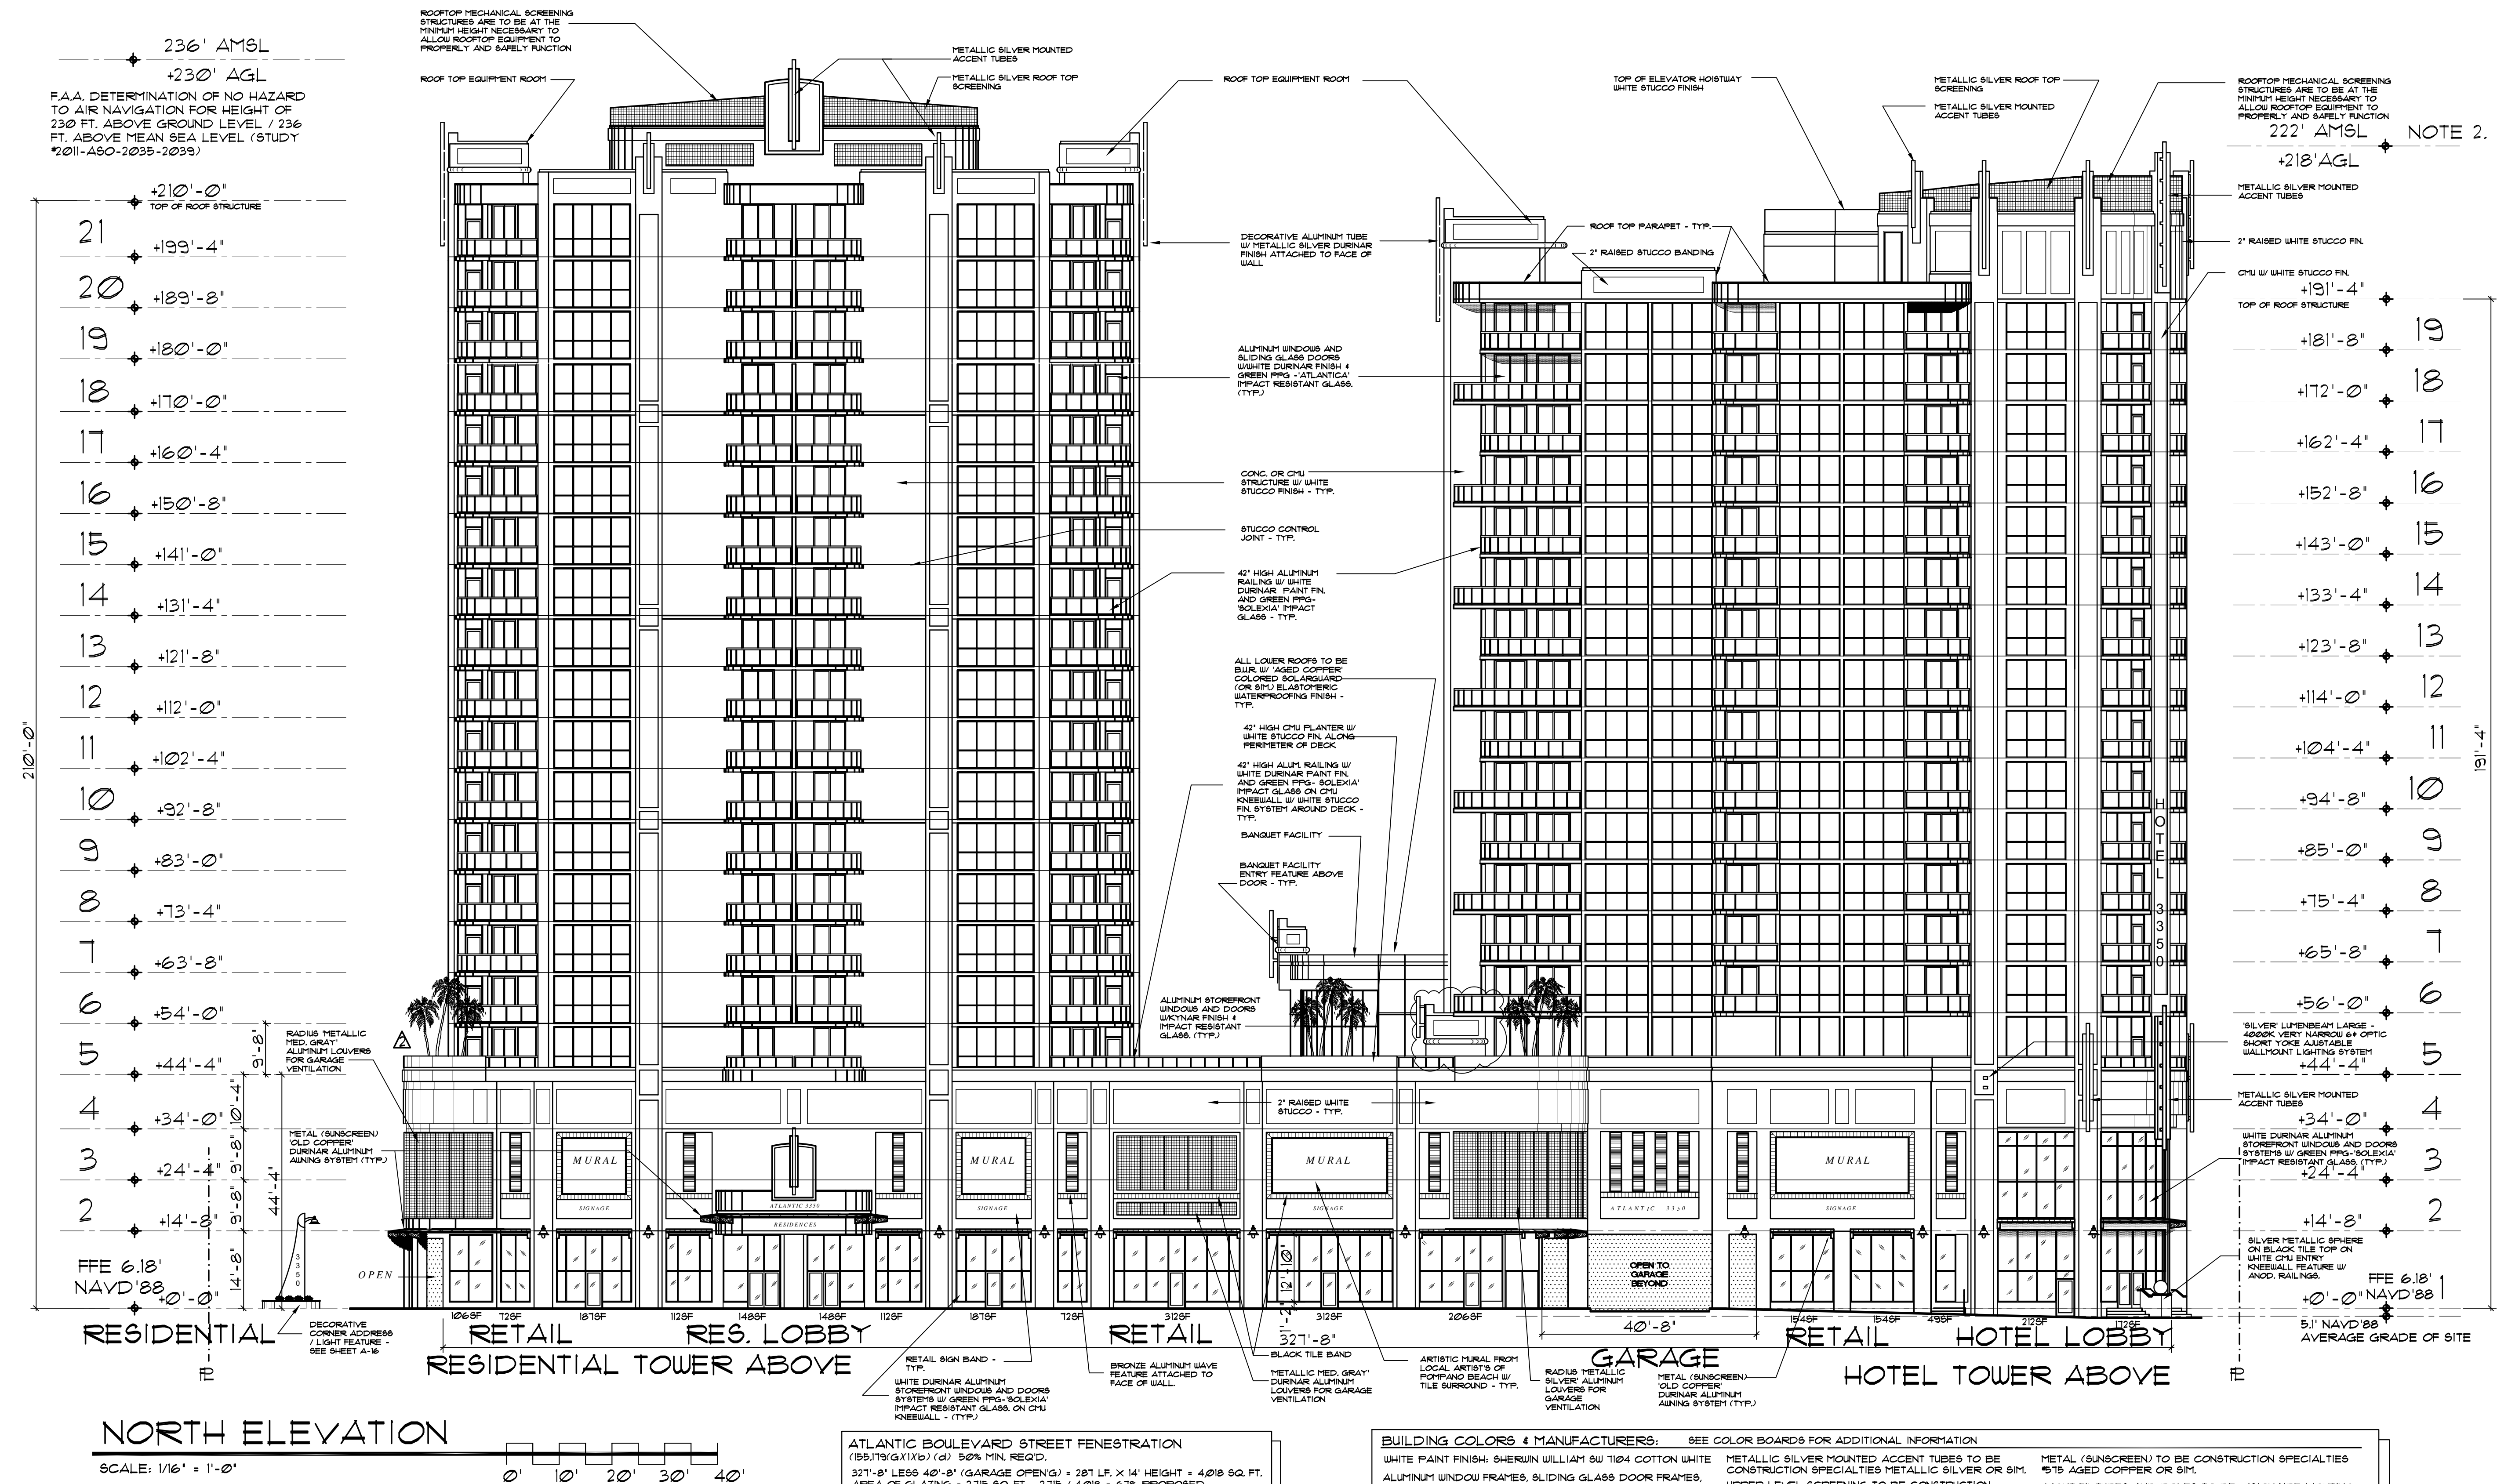 236' AMSL
+230' AGL
F.A.A. DETERMINATION OF NO HAZARD
TO AIR NAVIGATION FOR HEIGHT OF
230 FT. ABOVE GROUND LEVEL / 236
FT. ABOVE MEAN SEA LEVEL (STUDY
#2011-ASO-2035-2039)
+210'-0"
TOP OF ROOF STRUCTURE
21
+199'-4"
20
+189'-8"
19
+180'-0"
18
+170'-0"
17
+160'-4"
16
+150'-8"
15
+141'-0"
14
+131'-4"
13
+121'-8"
12
+112'-0"
11
+102'-4"
10
+92'-8"
9
+83'-0"
8
+73'-4"
7
+63'-8"
6
+54'-0"
5
+44'-4"
4
+34'-0"
3
+24'-4"
2
+14'-8"
FFE 6.18'
NAVD'88
+0'-0"
210'-0"
9'-8"
10'-4"
9'-8"
9'-8"
14'-8"
44'-4"
ROOFTOP MECHANICAL SCREENING
STRUCTURES ARE TO BE AT THE
MINIMUM HEIGHT NECESSARY TO
ALLOW ROOFTOP EQUIPMENT TO
PROPERLY AND SAFELY FUNCTION
ROOF TOP EQUIPMENT ROOM
METALLIC SILVER MOUNTED
ACCENT TUBES
METALLIC SILVER ROOF TOP
SCREENING
ROOF TOP EQUIPMENT ROOM
TOP OF ELEVATOR HOISTWAY
WHITE STUCCO FINISH
METALLIC SILVER ROOF TOP
SCREENING
METALLIC SILVER MOUNTED
ACCENT TUBES
ROOFTOP MECHANICAL SCREENING
STRUCTURES ARE TO BE AT THE
MINIMUM HEIGHT NECESSARY TO
ALLOW ROOFTOP EQUIPMENT TO
PROPERLY AND SAFELY FUNCTION
222' AMSL NOTE 2.
+218'AGL
METALLIC SILVER MOUNTED
ACCENT TUBES
2" RAISED WHITE STUCCO FIN.
CMU W/ WHITE STUCCO FIN.
ROOF TOP PARAPET - TYP.
2" RAISED STUCCO BANDING
DECORATIVE ALUMINUM TUBE
W/ METALLIC SILVER DURINAR
FINISH ATTACHED TO FACE OF
WALL
ALUMINUM WINDOWS AND
SLIDING GLASS DOORS
W/WHITE DURINAR FINISH &
GREEN PPG -'ATLANTICA'
IMPACT RESISTANT GLASS.
(TYP.)
CONC. OR CMU
STRUCTURE W/ WHITE
STUCCO FINISH - TYP.
STUCCO CONTROL
JOINT - TYP.
42" HIGH ALUMINUM
RAILING W/ WHITE
DURINAR PAINT FIN.
AND GREEN PPG-
'SOLEXIA' IMPACT
GLASS - TYP.
ALL LOWER ROOFS TO BE
B.U.R. W/ 'AGED COPPER'
COLORED SOLARGUARD
(OR SIM.) ELASTOMERIC
WATERPROOFING FINISH -
TYP.
42" HIGH CMU PLANTER W/
WHITE STUCCO FIN. ALONG
PERIMETER OF DECK
42" HIGH ALUM. RAILING W/
WHITE DURINAR PAINT FIN.
AND GREEN PPG- SOLEXIA'
IMPACT GLASS ON CMU
KNEEWALL W/ WHITE STUCCO
FIN. SYSTEM AROUND DECK -
TYP.
BANQUET FACILITY
BANQUET FACILITY
ENTRY FEATURE ABOVE
DOOR - TYP.
ALUMINUM STOREFRONT
WINDOWS AND DOORS
W/KYNAR FINISH &
IMPACT RESISTANT
GLASS. (TYP.)
+191'-4"
TOP OF ROOF STRUCTURE
+181'-8" 19
+172'-0" 18
+162'-4" 17
+152'-8" 16
+143'-0" 15
+133'-4" 14
+123'-8" 13
+114'-0" 12
+104'-4" 11
+94'-8" 10
+85'-0" 9
+75'-4" 8
+65'-8" 7
+56'-0" 6
191'-4"
HOTEL 3350
'SILVER' LUMENBEAM LARGE -
4000K VERY NARROW 6° OPTIC
SHORT YOKE AJUSTABLE
WALLMOUNT LIGHTING SYSTEM
+44'-4" 5
METALLIC SILVER MOUNTED
ACCENT TUBES
+34'-0" 4
WHITE DURINAR ALUMINUM
STOREFRONT WINDOWS AND DOORS
SYSTEMS W/ GREEN PPG-'SOLEXIA'
IMPACT RESISTANT GLASS. (TYP.)
+24'-4" 3
+14'-8" 2
SILVER METALLIC SPHERE
ON BLACK TILE TOP ON
WHITE CMU ENTRY
KNEEWALL FEATURE W/
ANOD. RAILINGS.
FFE 6.18'
+0'-0" NAVD'88 1
5.1' NAVD'88
AVERAGE GRADE OF SITE
RADIUS 'METALLIC
MED. GRAY'
ALUMINUM LOUVERS
FOR GARAGE
VENTILATION
2
METAL (SUNSCREEN)
'OLD COPPER'
DURINAR ALUMINUM
AWNING SYSTEM (TYP.)
2" RAISED WHITE
STUCCO - TYP.
MURAL
MURAL
MURAL
MURAL
SIGNAGE
ATLANTIC 3350
RESIDENCES
SIGNAGE
SIGNAGE
ATLANTIC 3350
SIGNAGE
3350
OPEN
OPEN TO
GARAGE
BEYOND
12'-10"
2'-2"
106SF 72SF 187SF 112SF 148SF 148SF 112SF 187SF 72SF 312SF 312SF 206SF 154SF 154SF 49SF 212SF 172SF
40'-8"
327'-8"
RESIDENTIAL
RETAIL
RES. LOBBY
RETAIL
GARAGE
RETAIL
HOTEL LOBBY
RESIDENTIAL TOWER ABOVE
HOTEL TOWER ABOVE
DECORATIVE
CORNER ADDRESS
/ LIGHT FEATURE -
SEE SHEET A-16
RETAIL SIGN BAND -
TYP.
WHITE DURINAR ALUMINUM
STOREFRONT WINDOWS AND DOORS
SYSTEMS W/ GREEN PPG-'SOLEXIA'
IMPACT RESISTANT GLASS. ON CMU
KNEEWALL - (TYP.)
BRONZE ALUMINUM WAVE
FEATURE ATTACHED TO
FACE OF WALL.
BLACK TILE BAND
METALLIC MED. GRAY'
DURINAR ALUMINUM
LOUVERS FOR GARAGE
VENTILATION
ARTISTIC MURAL FROM
LOCAL ARTIST'S OF
POMPANO BEACH W/
TILE SURROUND - TYP.
RADIUS 'METALLIC
SILVER' ALUMINUM
LOUVERS FOR
GARAGE
VENTILATION
METAL (SUNSCREEN)
'OLD COPPER'
DURINAR ALUMINUM
AWNING SYSTEM (TYP.)
PL
PL
NORTH ELEVATION
SCALE: 1/16" = 1'-0"
0' 10' 20' 30' 40'
ATLANTIC BOULEVARD STREET FENESTRATION
(155.179(G)(1)(b) (d) 50% MIN. REQ'D.
327'-8" LESS 40'-8" (GARAGE OPEN'G) = 287 LF. X 14' HEIGHT = 4,018 SQ. FT.
BUILDING COLORS & MANUFACTURERS: SEE COLOR BOARDS FOR ADDITIONAL INFORMATION
WHITE PAINT FINISH: SHERWIN WILLIAM SW 7104 COTTON WHITE
ALUMINUM WINDOW FRAMES, SLIDING GLASS DOOR FRAMES,
METALLIC SILVER MOUNTED ACCENT TUBES TO BE
CONSTRUCTION SPECIALTIES METALLIC SILVER OR SIM.
METAL (SUNSCREEN) TO BE CONSTRUCTION SPECIALTIES
#515 AGED COPPER OR SIM.